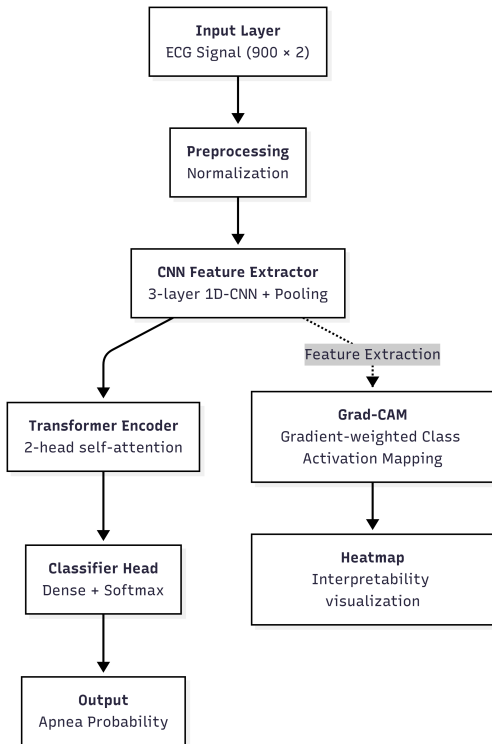 Input Layer
ECG Signal (900 × 2)
Preprocessing
Normalization
CNN Feature Extractor
3-layer 1D-CNN + Pooling
Feature Extraction
Transformer Encoder
2-head self-attention
Grad-CAM
Gradient-weighted Class
Activation Mapping
Classifier Head
Dense + Softmax
Heatmap
Interpretability
visualization
Output
Apnea Probability